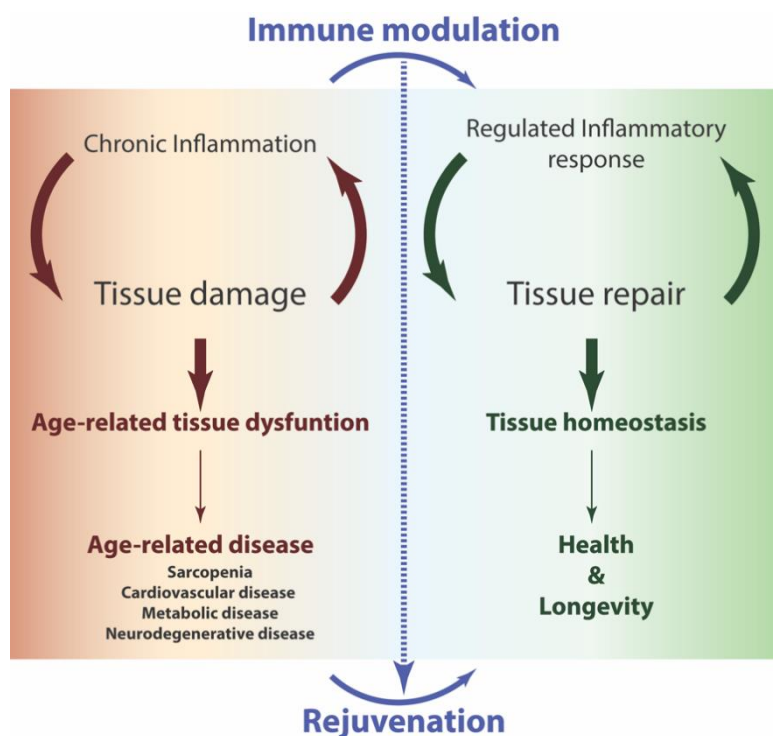 Immune modulation
Chronic Inflammation
Tissue damage
Age-related tissue dysfuntion
Age-related disease
Sarcopenia
Cardiovascular disease
Metabolic disease
Neurodegenerative disease
Regulated Inflammatory
response
Tissue repair
Tissue homeostasis
Health
&
Longevity
Rejuvenation